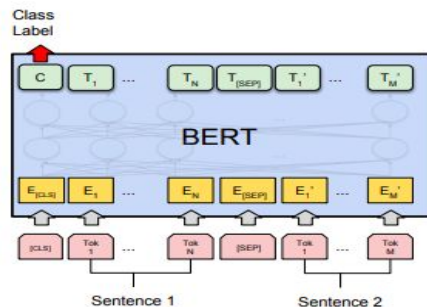 Class
Label
C T1 ... TN T[SEP] T1' ... TM'
BERT
E[CLS] E1 ... EN E[SEP] E1' ... EM'
[CLS] Tok 1 ... Tok N [SEP] Tok 1 ... Tok M
Sentence 1 Sentence 2